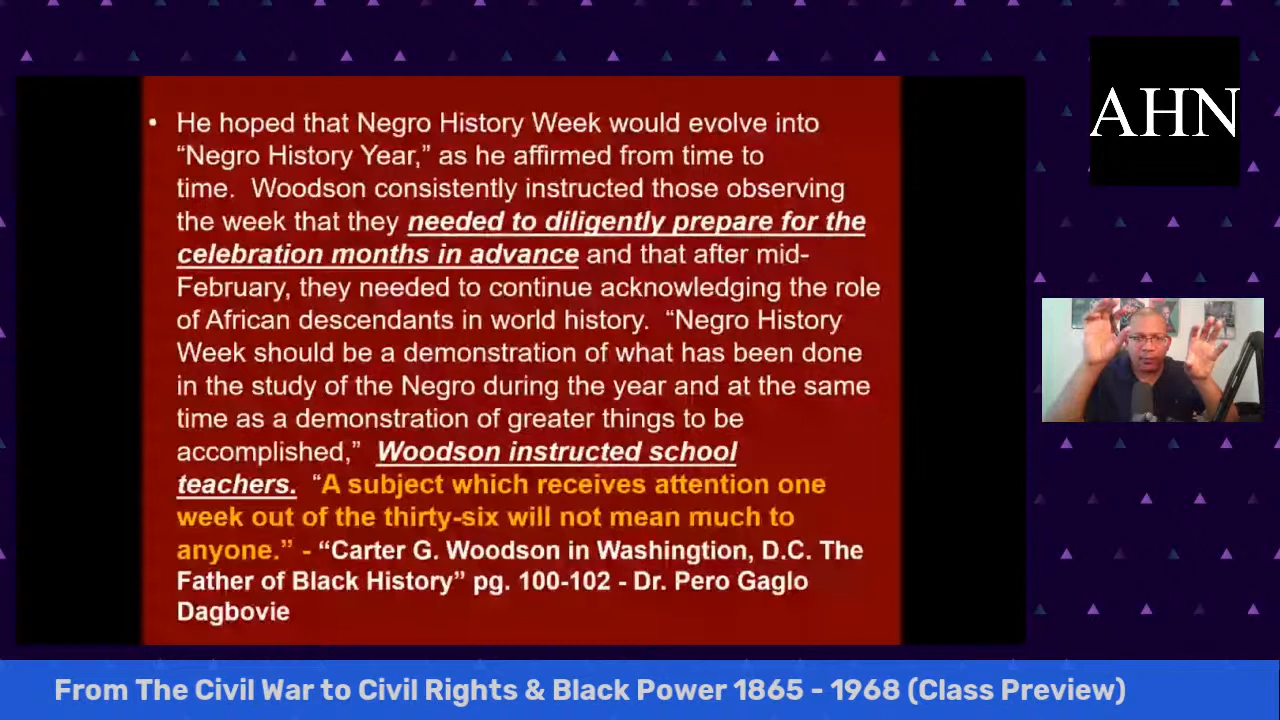 • He hoped that Negro History Week would evolve into
“Negro History Year,” as he affirmed from time to
time.  Woodson consistently instructed those observing
the week that they needed to diligently prepare for the
celebration months in advance and that after mid-
February, they needed to continue acknowledging the role
of African descendants in world history.  “Negro History
Week should be a demonstration of what has been done
in the study of the Negro during the year and at the same
time as a demonstration of greater things to be
accomplished,”  Woodson instructed school
teachers.  “A subject which receives attention one
week out of the thirty-six will not mean much to
anyone.” - “Carter G. Woodson in Washingtion, D.C. The
Father of Black History” pg. 100-102 - Dr. Pero Gaglo
Dagbovie
AHN
From The Civil War to Civil Rights & Black Power 1865 - 1968 (Class Preview)